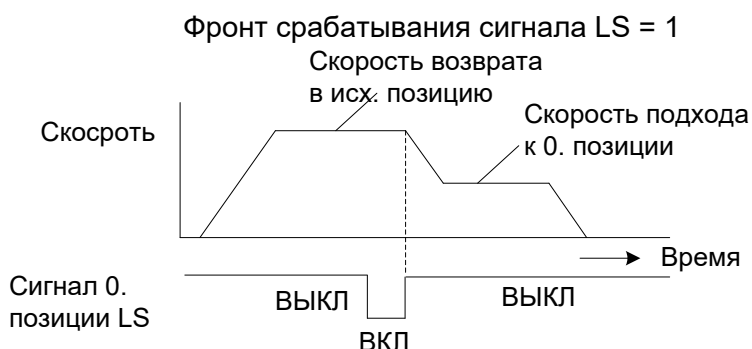 Фронт срабатывания сигнала LS = 1
Скорость возврата
в исх. позицию
Скорость подхода
к 0. позиции
Скосроть
Время
Сигнал 0.
позиции LS
ВЫКЛ
ВКЛ
ВЫКЛ